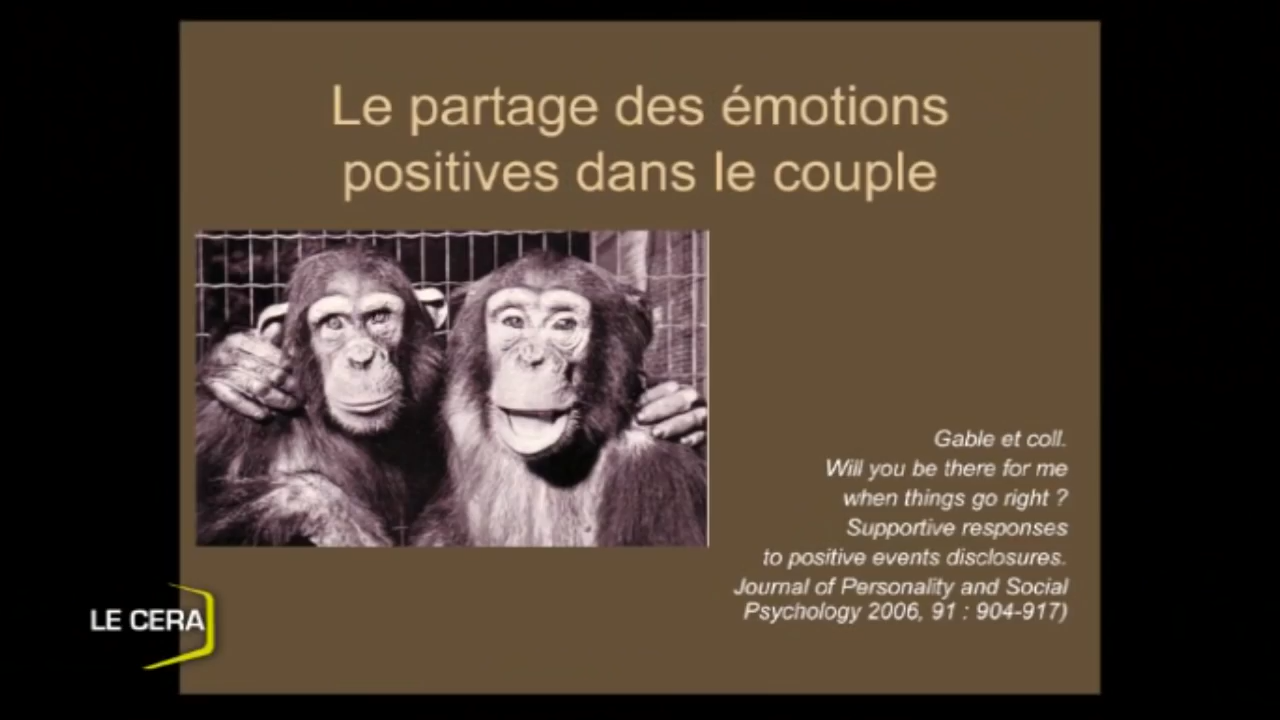 Le partage des émotions
positives dans le couple
Gable et coll.
Will you be there for me
when things go right ?
Supportive responses
to positive events disclosures.
Journal of Personality and Social
Psychology 2006, 91 : 904-917)
LE CERA